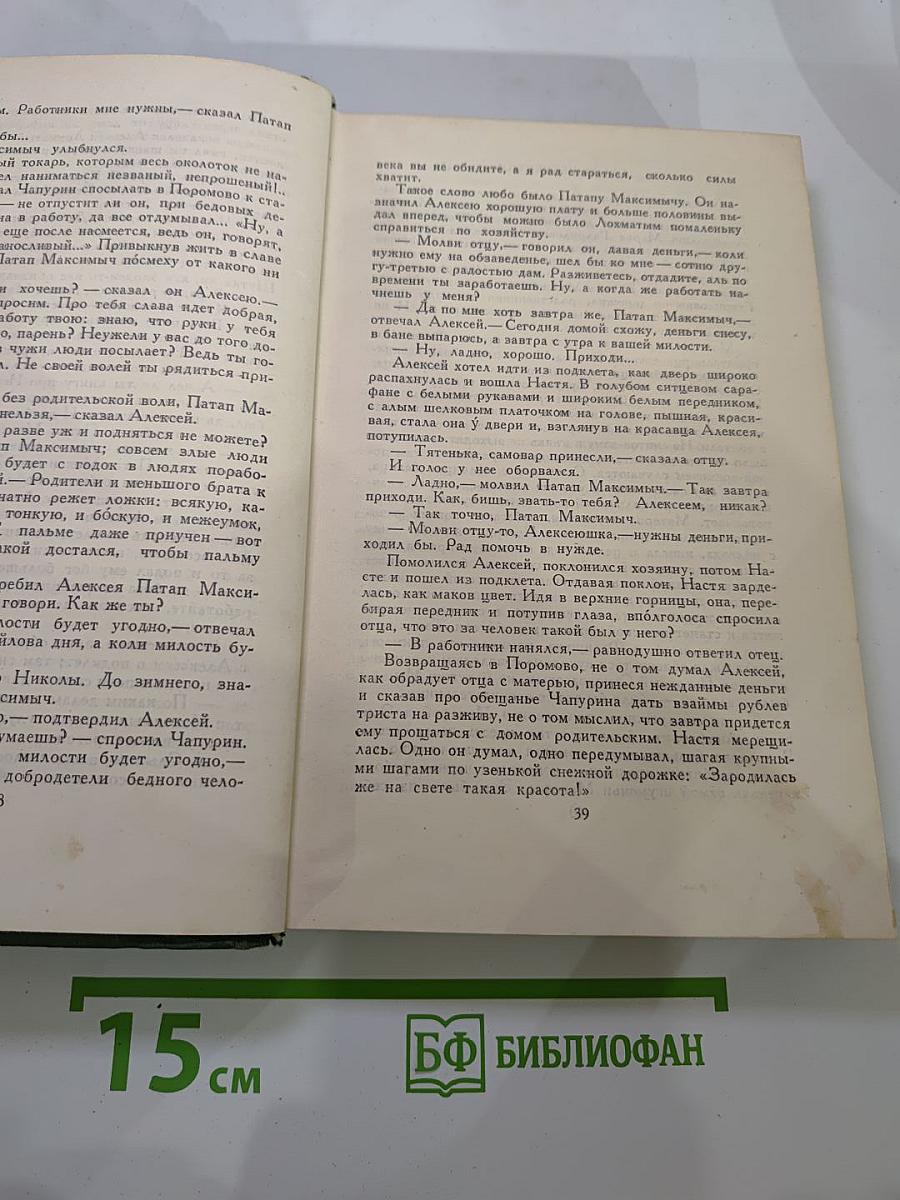 м. Работники мне нужны,— сказал Патап
бы...
ксимыч улыбнулся.
ый токарь, которым весь околоток не на-
ел наниматься незваный, непрошеный!..
ал Чапурин спосылать в Поромово к ста-
— не отпустит ли он, при бедовых де-
на в работу, да все отдумывал... «Ну, а
еще после насмеется, ведь он, говорят,
аносливый...» Привыкнув жить в славе
Патап Максимыч по́смеху от какого ни
и хочешь? — сказал он Алексею.—
просим. Про тебя слава идет добрая,
аботу твою: знаю, что руки у тебя
о, парень? Неужели у вас до того до-
в чужи люди посылает? Ведь ты го-
л. Не своей волей ты рядиться при-
без родительской воли, Патап Ма-
нельзя,— сказал Алексей.
разве уж и подняться не можете?
п Максимыч; совсем злые люди
будет с годок в людях порабо-
й.— Родители и меньшого брата к
чатно режет ложки: всякую, ка-
тонкую, и бо́скую, и межеумок,
пальме даже приучен — вот
акой достался, чтобы пальму
ребил Алексея Патап Макси-
говори. Как же ты?
лости будет угодно,— отвечал
йлова дня, а коли милость бу-
о Николы. До зимнего, зна-
ксимыч.
о,— подтвердил Алексей.
умаешь? — спросил Чапурин.
милости будет угодно,—
добродетели бедного чело-
8
века вы не обидите, а я рад стараться, сколько силы
хватит.
Такое слово любо было Патапу Максимычу. Он на-
значил Алексею хорошую плату и больше половины вы-
дал вперед, чтобы можно было Лохматым помаленьку
справиться по хозяйству.
— Молви отцу,— говорил он, давая деньги,— коли
нужно ему на обзаведенье, шел бы ко мне — сотню дру-
гу-третью с радостью дам. Разживетесь, отдадите, аль по
времени ты заработаешь. Ну, а когда же работать на-
чнешь у меня?
— Да по мне хоть завтра же, Патап Максимыч,—
отвечал Алексей.— Сегодня домой схожу, деньги снесу,
в бане выпарюсь, а завтра с утра к вашей милости.
— Ну, ладно, хорошо. Приходи...
Алексей хотел идти из подклета, как дверь широко
распахнулась и вошла Настя. В голубом ситцевом сара-
фане с белыми рукавами и широким белым передником,
с алым шелковым платочком на голове, пышная, краси-
вая, стала она у́ двери и, взглянув на красавца Алексея,
потупилась.
— Тятенька, самовар принесли,— сказала отцу.
И голос у нее оборвался.
— Ладно,— молвил Патап Максимыч.— Так завтра
приходи. Как, бишь, звать-то тебя? Алексеем, никак?
— Так точно, Патап Максимыч.
— Молви отцу-то, Алексеюшка,— нужны деньги, при-
ходил бы. Рад помочь в нужде.
Помолился Алексей, поклонился хозяину, потом На-
сте и пошел из подклета. Отдавая поклон, Настя зарде-
лась, как маков цвет. Идя в верхние горницы, она, пере-
бирая передник и потупив глаза, впо́лголоса спросила
отца, что это за человек такой был у него?
— В работники нанялся,— равнодушно ответил отец.
Возвращаясь в Поромово, не о том думал Алексей,
как обрадует отца с матерью, принеся нежданные деньги
и сказав про обещанье Чапурина дать взаймы рублев
триста на разживу, не о том мыслил, что завтра придется
ему прощаться с домом родительским. Настя мерещи-
лась. Одно он думал, одно передумывал, шагая крупны-
ми шагами по узенькой снежной дорожке: «Зародилась
же на свете такая красота!»
39
15 см
БФ БИБЛИОФАН